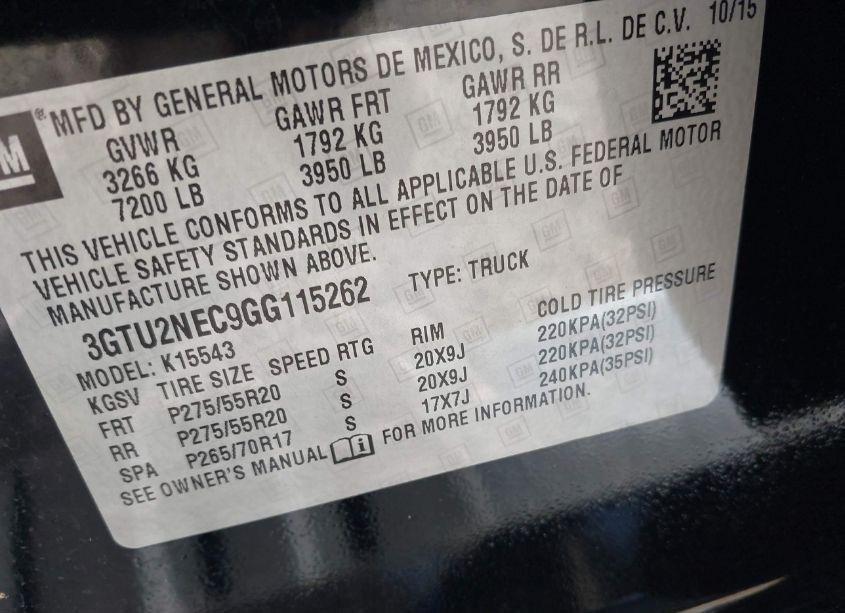 GM
® MFD BY GENERAL MOTORS DE MEXICO, S. DE R.L. DE C.V. 10/15
GVWR GAWR FRT GAWR RR
3266 KG 1792 KG 1792 KG
7200 LB 3950 LB 3950 LB
THIS VEHICLE CONFORMS TO ALL APPLICABLE U.S. FEDERAL MOTOR
VEHICLE SAFETY STANDARDS IN EFFECT ON THE DATE OF
MANUFACTURE SHOWN ABOVE.
3GTU2NEC9GG115262 TYPE: TRUCK
MODEL: K15543
KGSV TIRE SIZE SPEED RTG RIM COLD TIRE PRESSURE
FRT P275/55R20 S 20X9J 220KPA(32PSI)
RR P275/55R20 S 20X9J 220KPA(32PSI)
SPA P265/70R17 S 17X7J 240KPA(35PSI)
SEE OWNER'S MANUAL i FOR MORE INFORMATION.